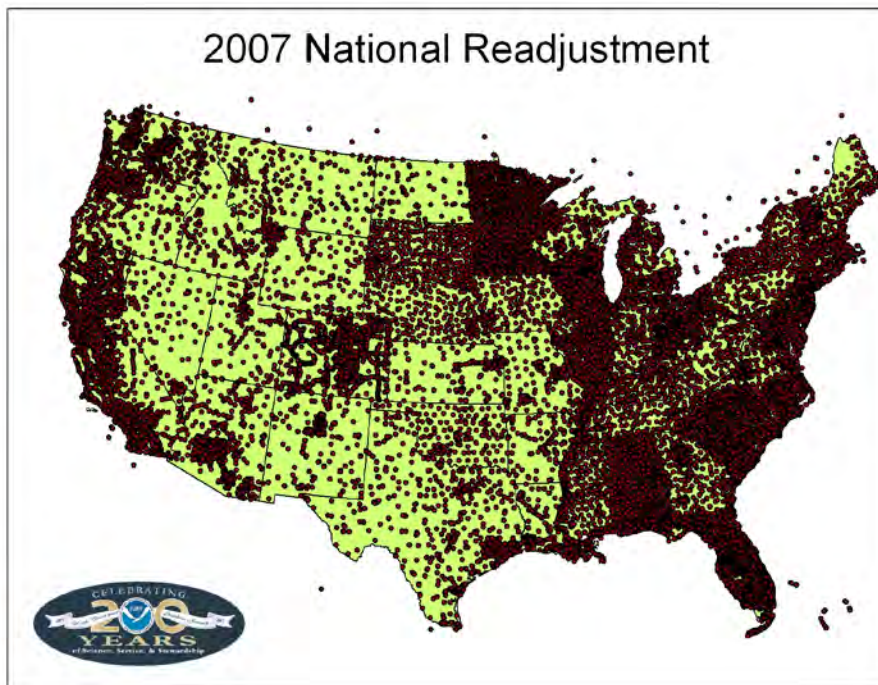 2007 National Readjustment
CELEBRATING
200
YEARS
of Science, Service, & Stewardship